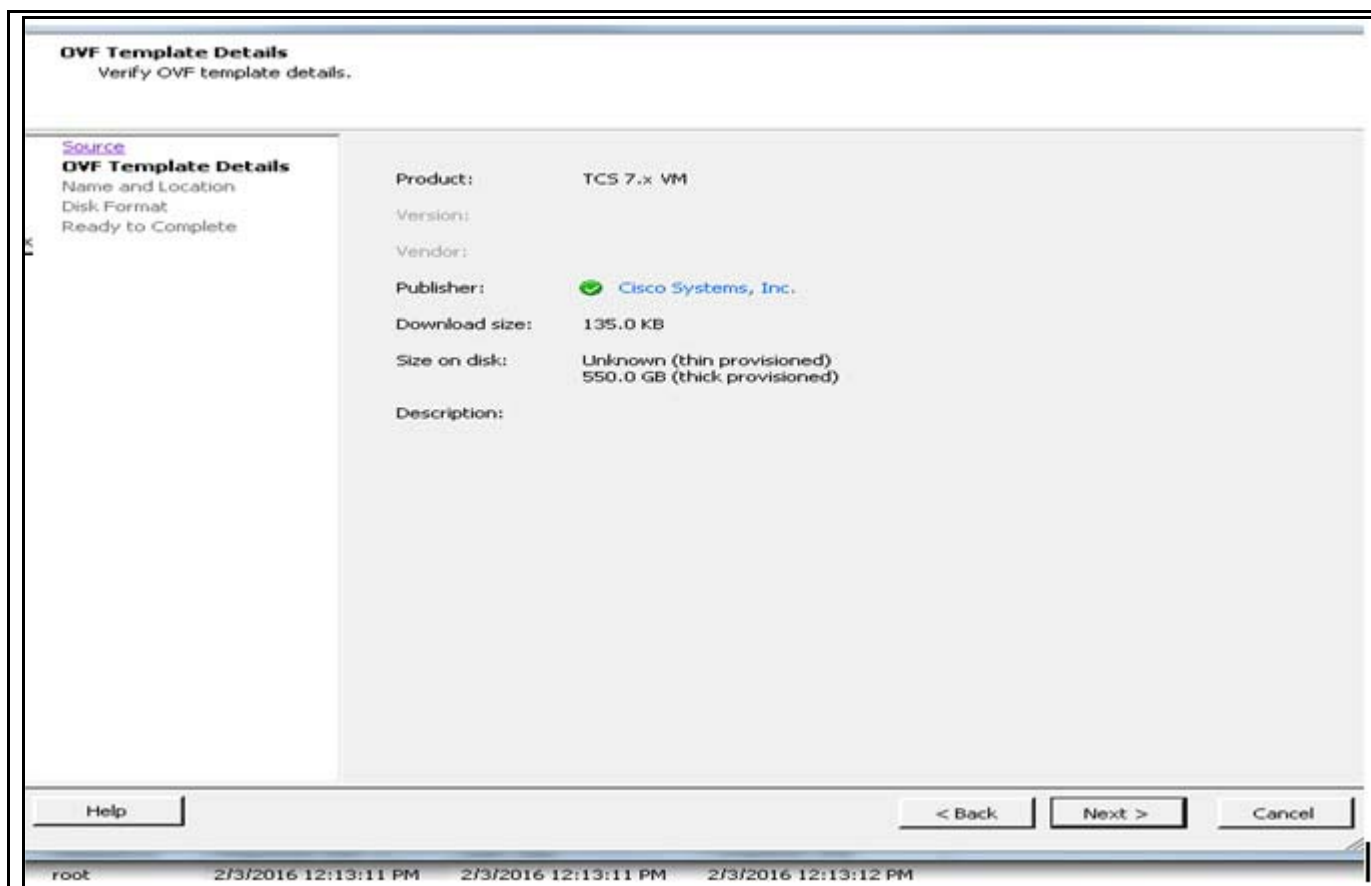 OVF Template Details
Verify OVF template details.
Source
OVF Template Details
Name and Location
Disk Format
Ready to Complete
Product: TCS 7.x VM
Version:
Vendor:
Publisher: Cisco Systems, Inc.
Download size: 135.0 KB
Size on disk: Unknown (thin provisioned)
550.0 GB (thick provisioned)
Description:
Help
< Back
Next >
Cancel
root 2/3/2016 12:13:11 PM 2/3/2016 12:13:11 PM 2/3/2016 12:13:12 PM